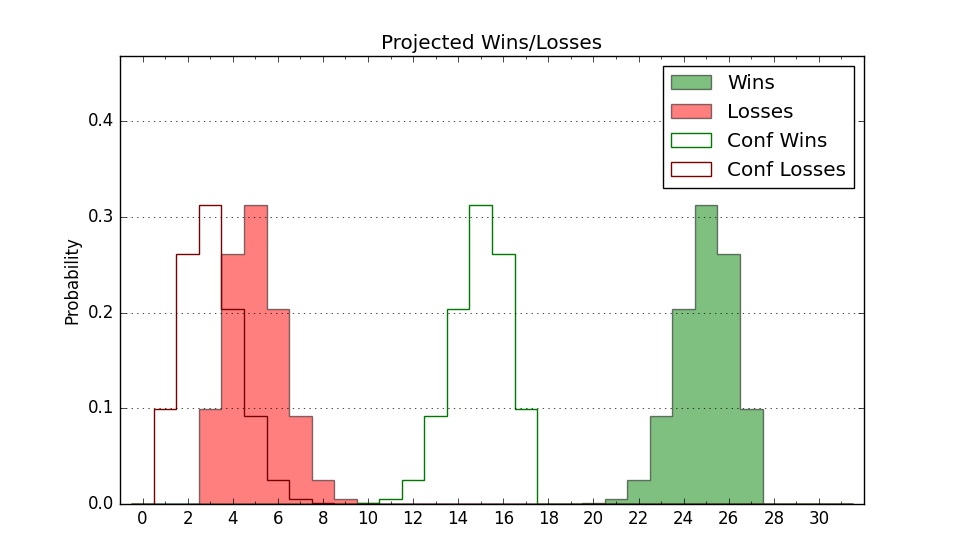 Projected Wins/Losses
Wins
Losses
Conf Wins
Conf Losses
Probability
0.4
0.3
0.2
0.1
0.0
0 2 4 6 8 10 12 14 16 18 20 22 24 26 28 30